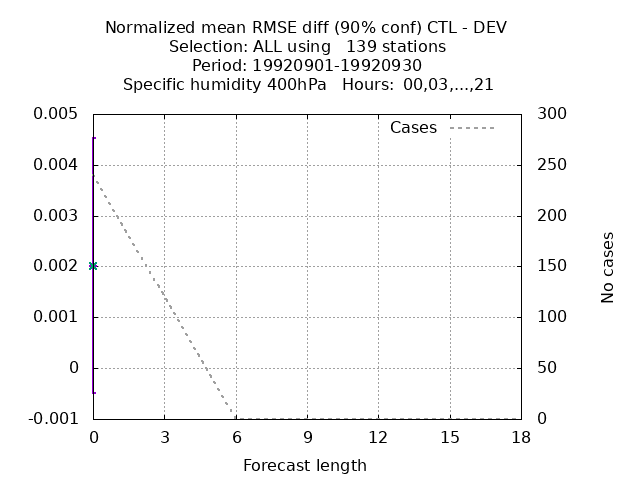 Normalized mean RMSE diff (90% conf) CTL - DEV
Selection: ALL using   139 stations
Period: 19920901-19920930
Specific humidity 400hPa   Hours: 00,03,...,21
0.005
0.004
0.003
0.002
0.001
0
-0.001
Cases
300
250
200
150
100
50
0
No cases
0 3 6 9 12 15 18
Forecast length